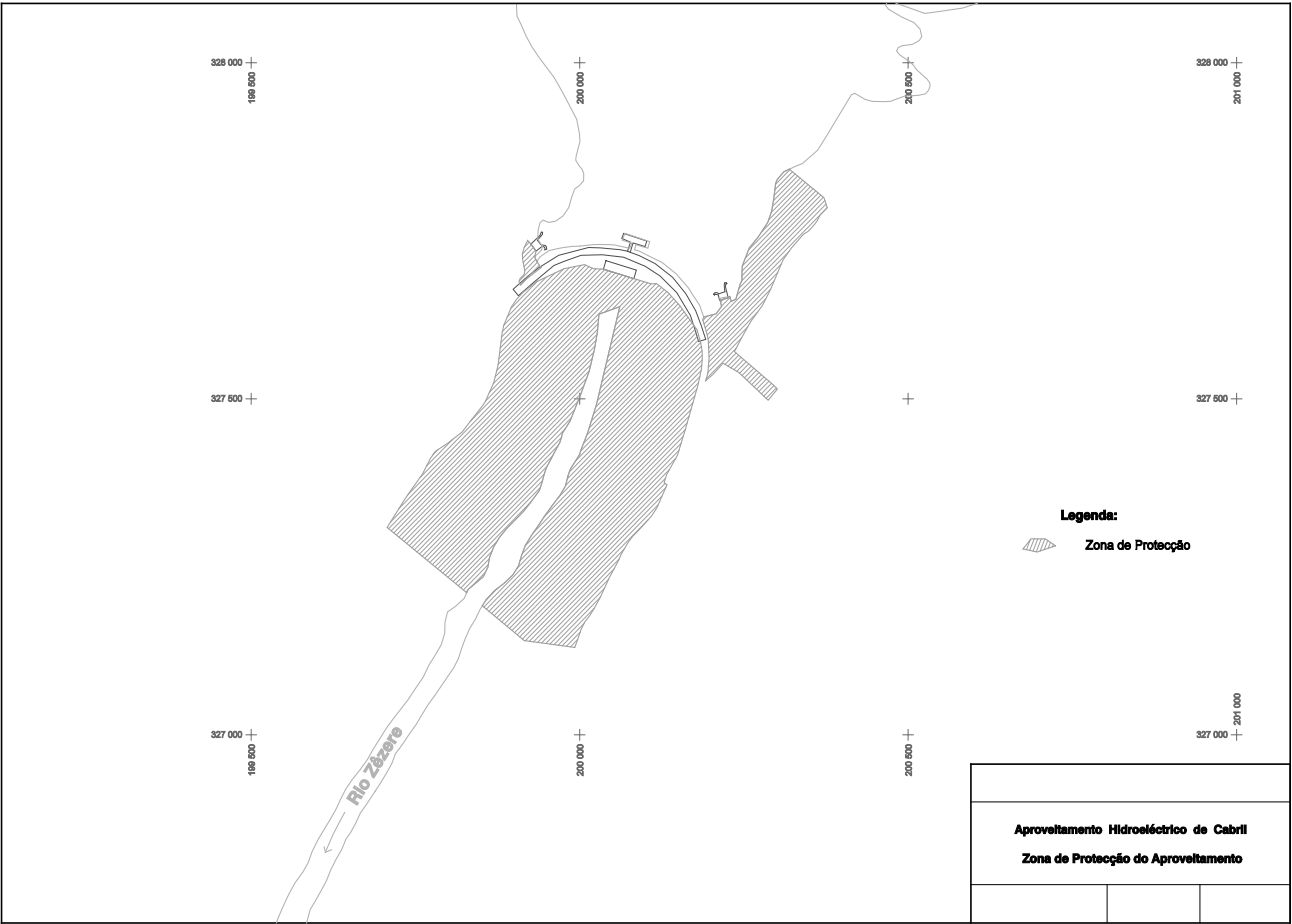 328 000
328 000
199 500
200 000
200 500
201 000
327 500
327 500
Legenda:
Zona de Protecção
201 000
327 000
327 000
199 500
200 000
200 500
Rio Zêzere
Aproveitamento Hidroeléctrico de Cabril
Zona de Protecção do Aproveitamento